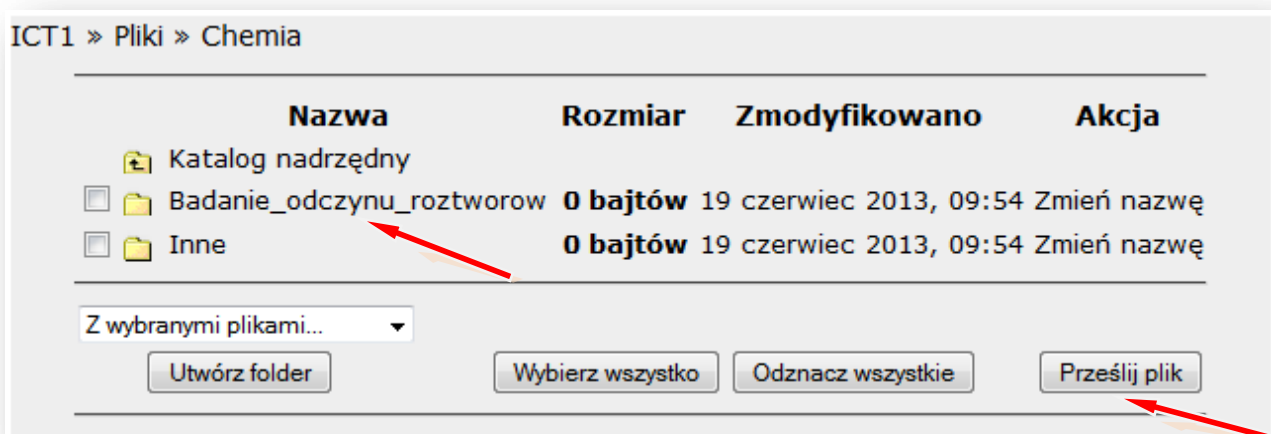 ICT1 » Pliki » Chemia
Nazwa Rozmiar Zmodyfikowano Akcja
Katalog nadrzędny
Badanie_odczynu_roztworow 0 bajtów 19 czerwiec 2013, 09:54 Zmień nazwę
Inne 0 bajtów 19 czerwiec 2013, 09:54 Zmień nazwę
Z wybranymi plikami...
Utwórz folder Wybierz wszystko Odznacz wszystkie Prześlij plik